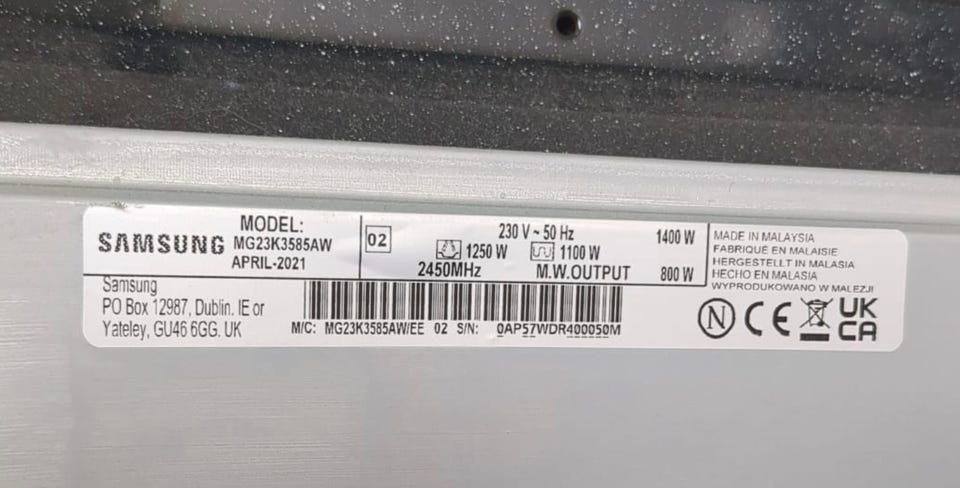 SAMSUNG
MODEL:
MG23K3585AW
APRIL-2021
02
230 V ~ 50 Hz 1400 W
1250 W 1100 W
2450MHz M.W.OUTPUT 800 W
MADE IN MALAYSIA
FABRIQUÉ EN MALAISIE
HERGESTELLT IN MALASIA
HECHO EN MALASIA
WYPRODUKOWANO W MALEZJI
Samsung
PO Box 12987, Dublin. IE or
Yateley, GU46 6GG. UK
M/C: MG23K3585AW/EE 02 S/N: 0AP57WDR400050M
N CE UK
CA